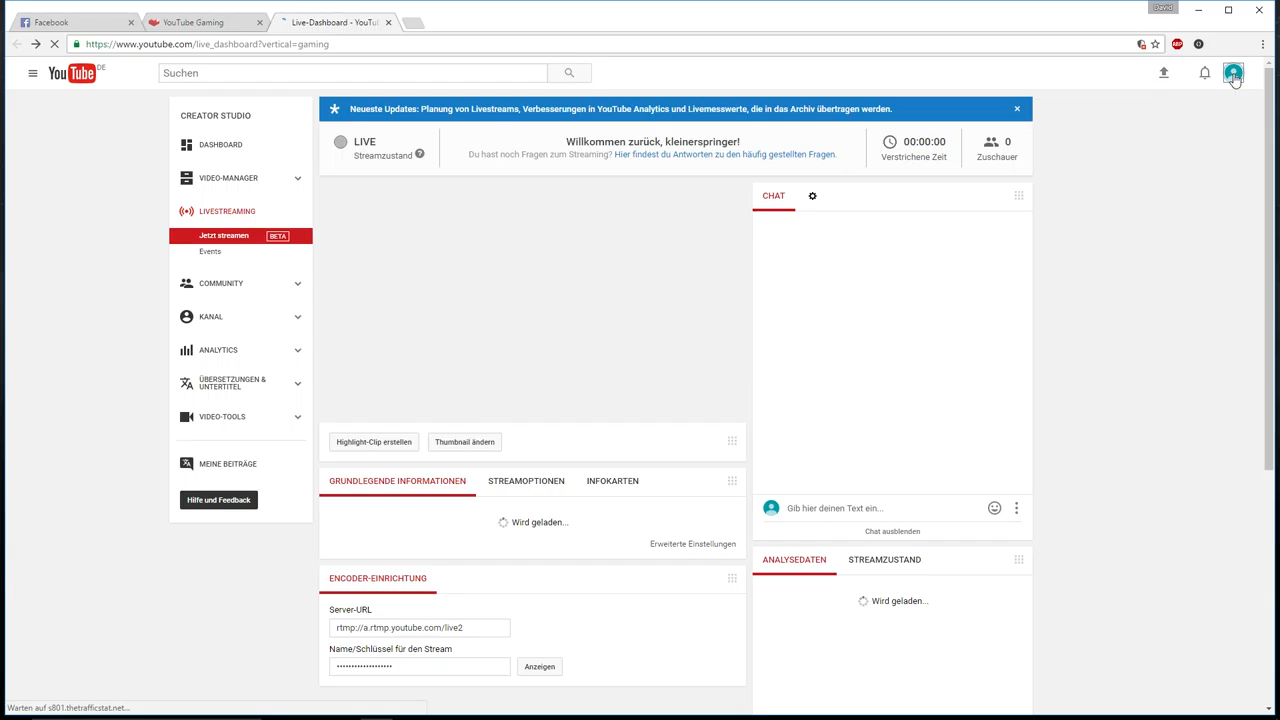 David
Facebook
YouTube Gaming
Live-Dashboard - YouTu
https://www.youtube.com/live_dashboard?vertical=gaming
ABP
O
YouTube DE
Suchen
CREATOR STUDIO
DASHBOARD
VIDEO-MANAGER
LIVESTREAMING
Jetzt streamen BETA
Events
COMMUNITY
KANAL
ANALYTICS
ÜBERSETZUNGEN &
UNTERTITEL
VIDEO-TOOLS
MEINE BEITRÄGE
Hilfe und Feedback
Neueste Updates: Planung von Livestreams, Verbesserungen in YouTube Analytics und Livemesswerte, die in das Archiv übertragen werden.
LIVE
Streamzustand ?
Willkommen zurück, kleinerspringer!
Du hast noch Fragen zum Streaming? Hier findest du Antworten zu den häufig gestellten Fragen.
00:00:00
Verstrichene Zeit
0
Zuschauer
Highlight-Clip erstellen
Thumbnail ändern
GRUNDLEGENDE INFORMATIONEN
STREAMOPTIONEN
INFOKARTEN
Wird geladen...
Erweiterte Einstellungen
ENCODER-EINRICHTUNG
Server-URL
rtmp://a.rtmp.youtube.com/live2
Name/Schlüssel für den Stream
Anzeigen
CHAT
Gib hier deinen Text ein...
Chat ausblenden
ANALYSEDATEN
STREAMZUSTAND
Wird geladen...
Warten auf s801.thetrafficstat.net...